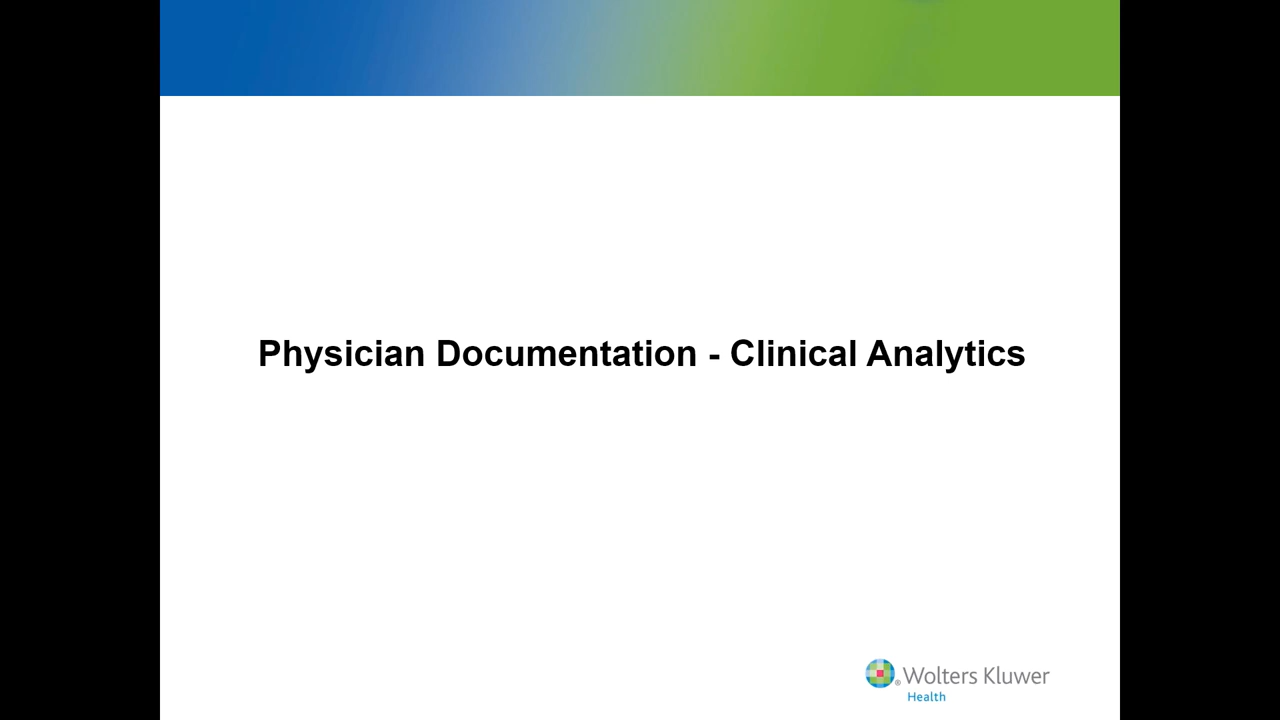 Physician Documentation - Clinical Analytics
Wolters Kluwer
Health